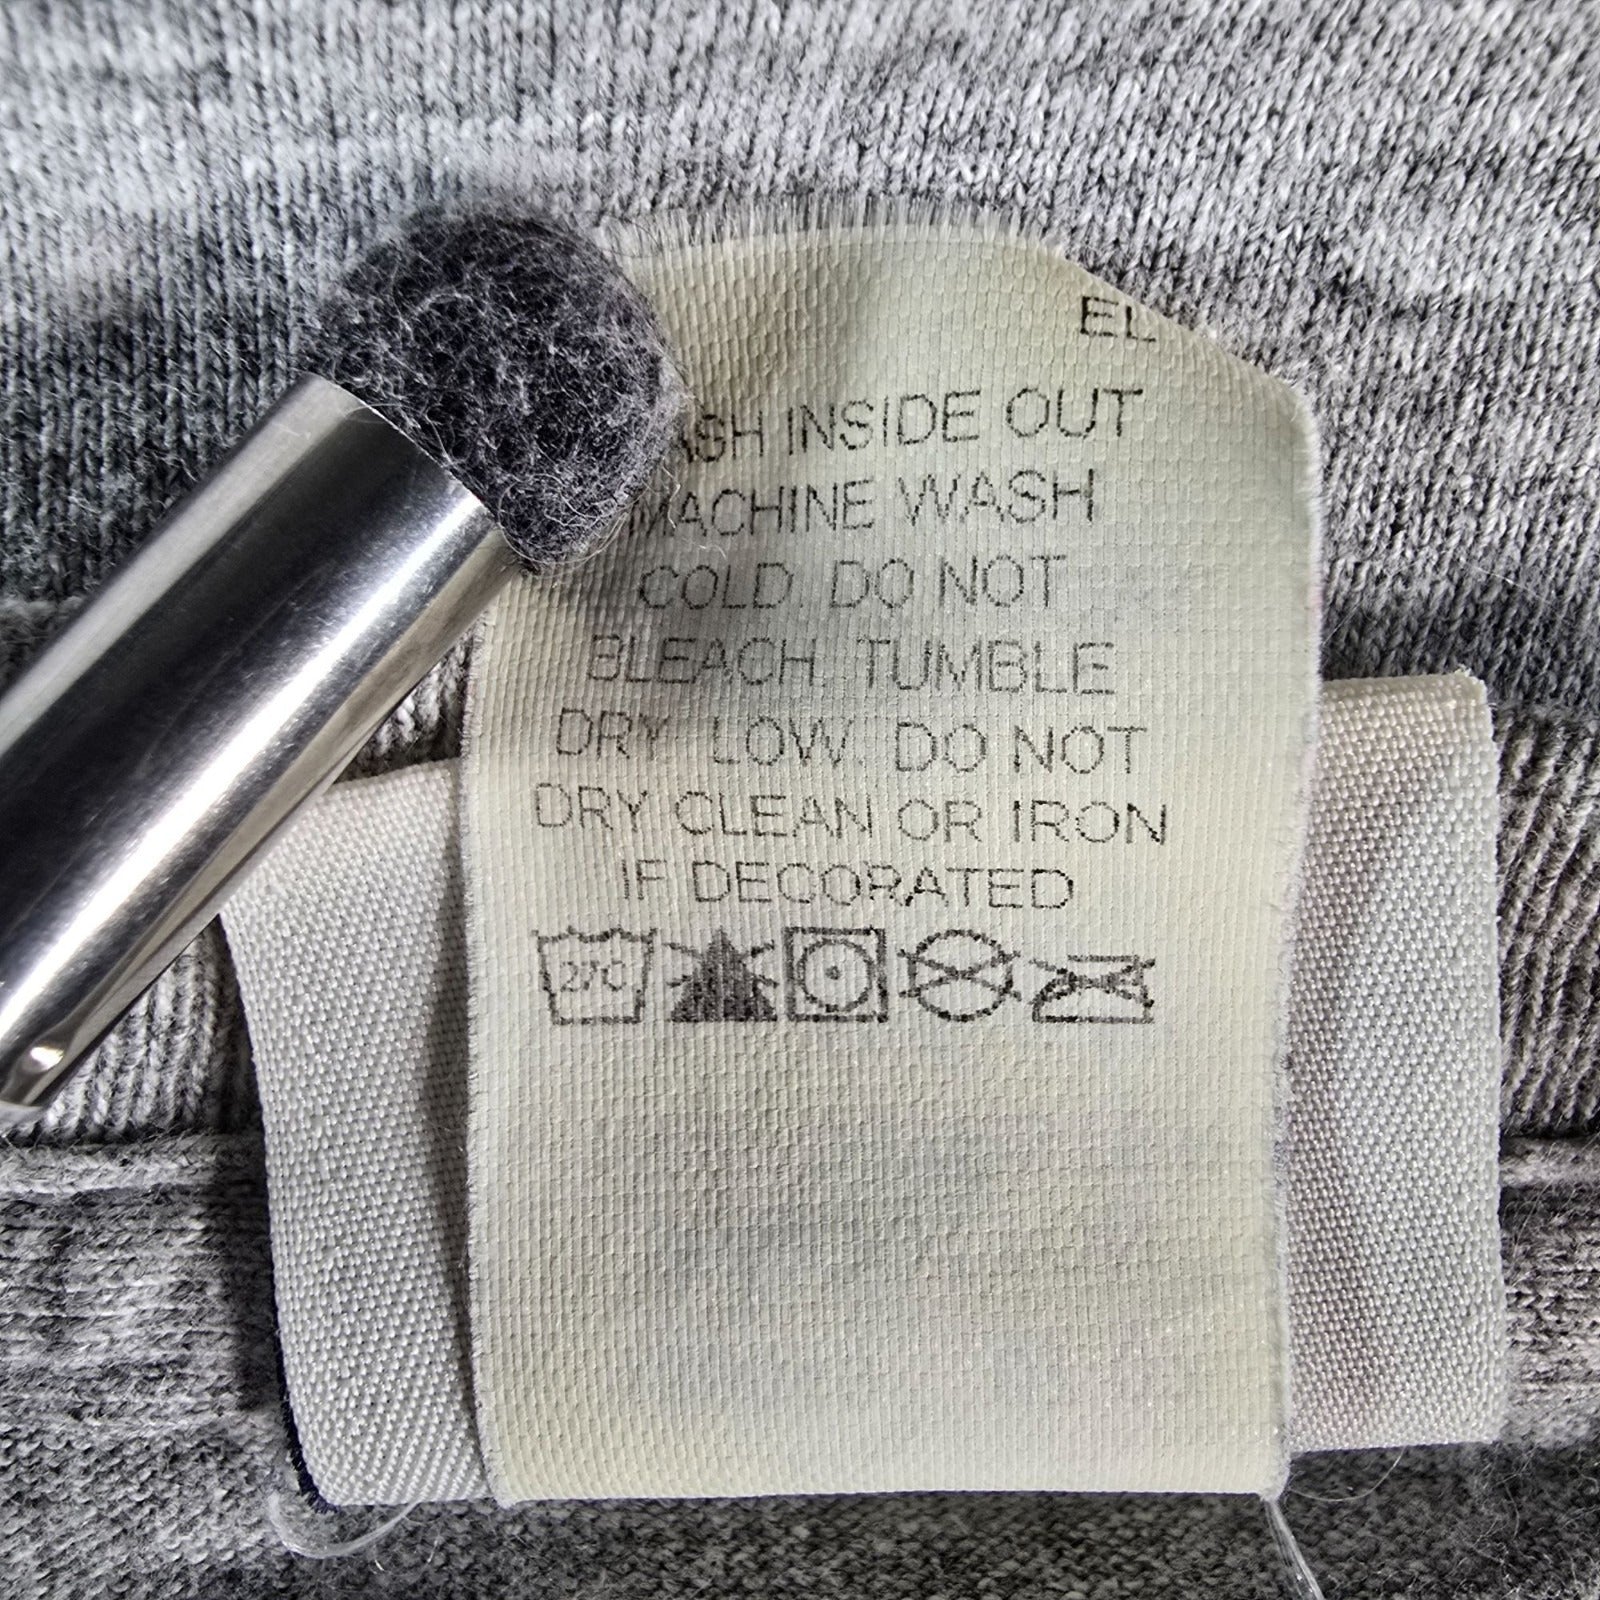 EL
ASH INSIDE OUT
MACHINE WASH
COLD. DO NOT
BLEACH. TUMBLE
DRY. LOW. DO NOT
DRY CLEAN OR IRON
IF DECORATED
270